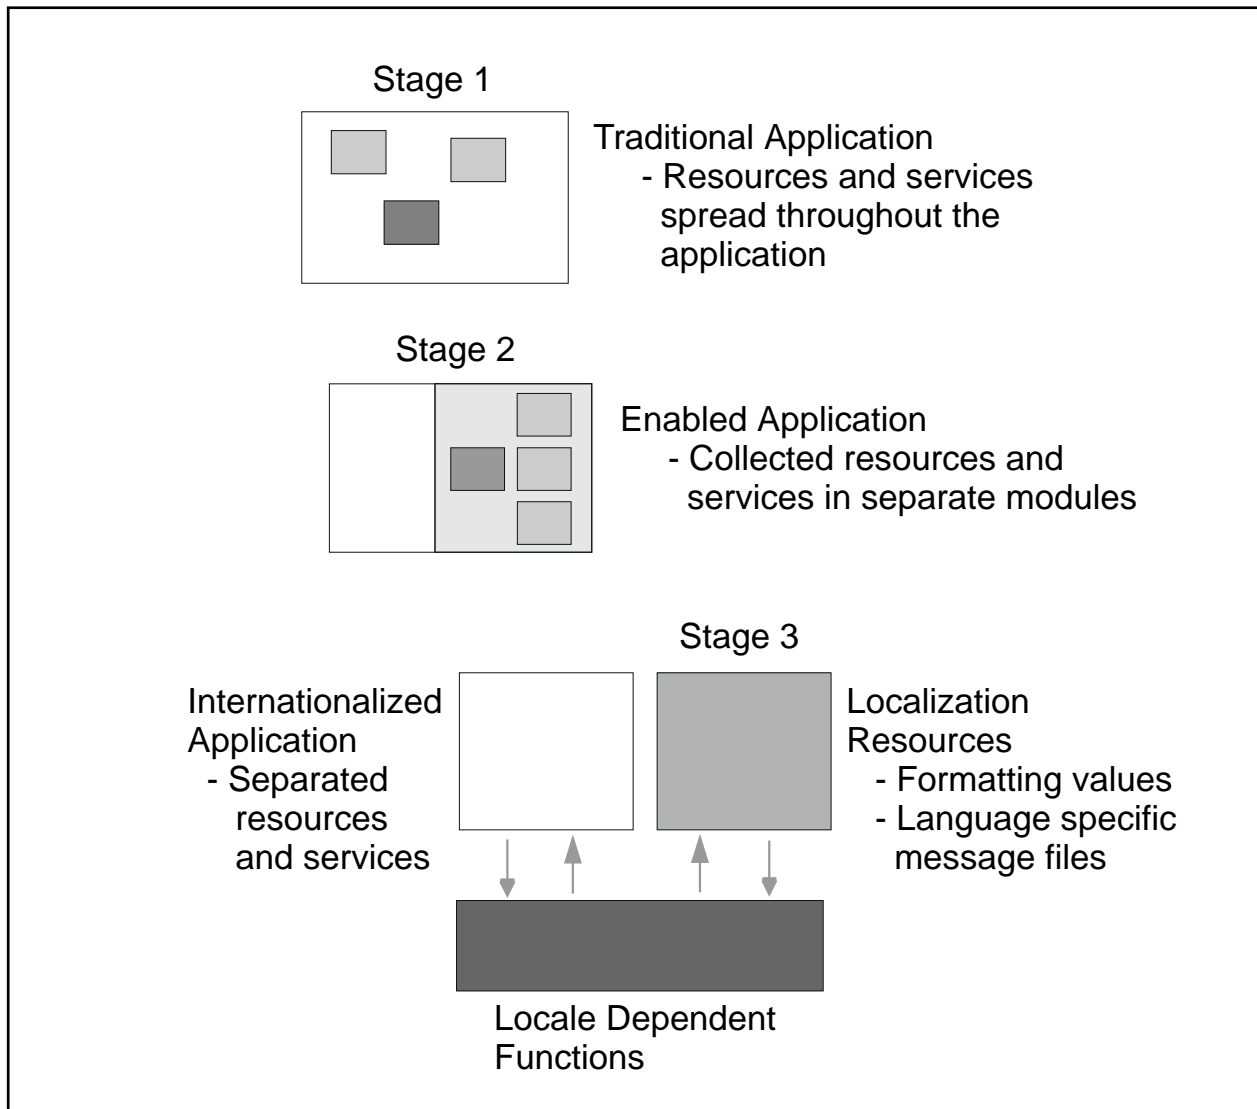 Stage 1
Traditional Application
- Resources and services
spread throughout the
application
Stage 2
Enabled Application
- Collected resources and
services in separate modules
Stage 3
Internationalized
Application
- Separated
resources
and services
Localization
Resources
- Formatting values
- Language specific
message files
Locale Dependent
Functions